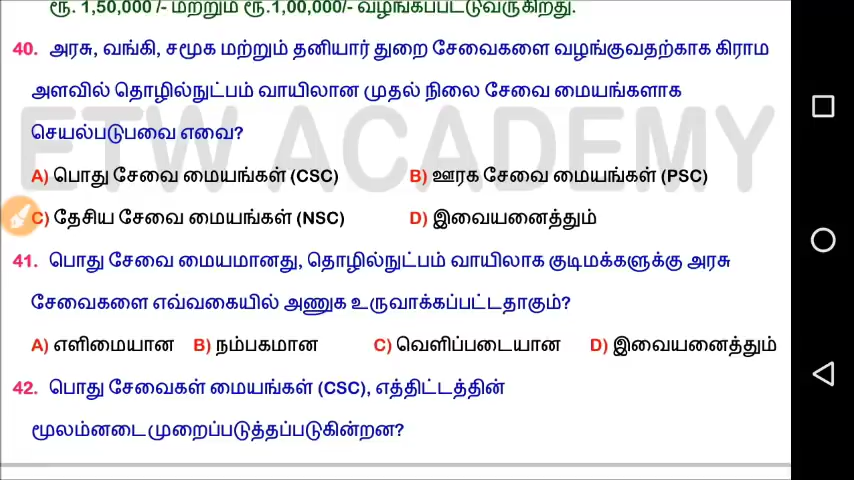 ரூ. 1,50,000 /- மற்றும் ரூ.1,00,000/- வழங்கப்பட்டுவருகிறது.
40. அரசு, வங்கி, சமூக மற்றும் தனியார் துறை சேவைகளை வழங்குவதற்காக கிராம
அளவில் தொழில்நுட்பம் வாயிலான முதல் நிலை சேவை மையங்களாக
செயல்படுபவை எவை?
ETW ACADEMY
A) பொது சேவை மையங்கள் (CSC) B) ஊரக சேவை மையங்கள் (PSC)
C) தேசிய சேவை மையங்கள் (NSC) D) இவையனைத்தும்
41. பொது சேவை மையமானது, தொழில்நுட்பம் வாயிலாக குடிமக்களுக்கு அரசு
சேவைகளை எவ்வகையில் அணுக உருவாக்கப்பட்டதாகும்?
A) எளிமையான B) நம்பகமான C) வெளிப்படையான D) இவையனைத்தும்
42. பொது சேவைகள் மையங்கள் (CSC), எத்திட்டத்தின்
மூலம்னடைமுறைப்படுத்தப்படுகின்றன?